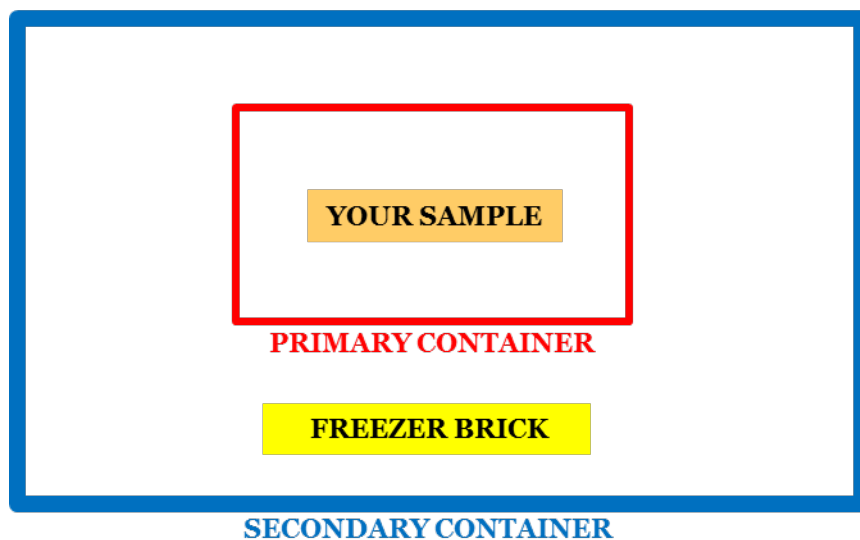 YOUR SAMPLE
PRIMARY CONTAINER
FREEZER BRICK
SECONDARY CONTAINER